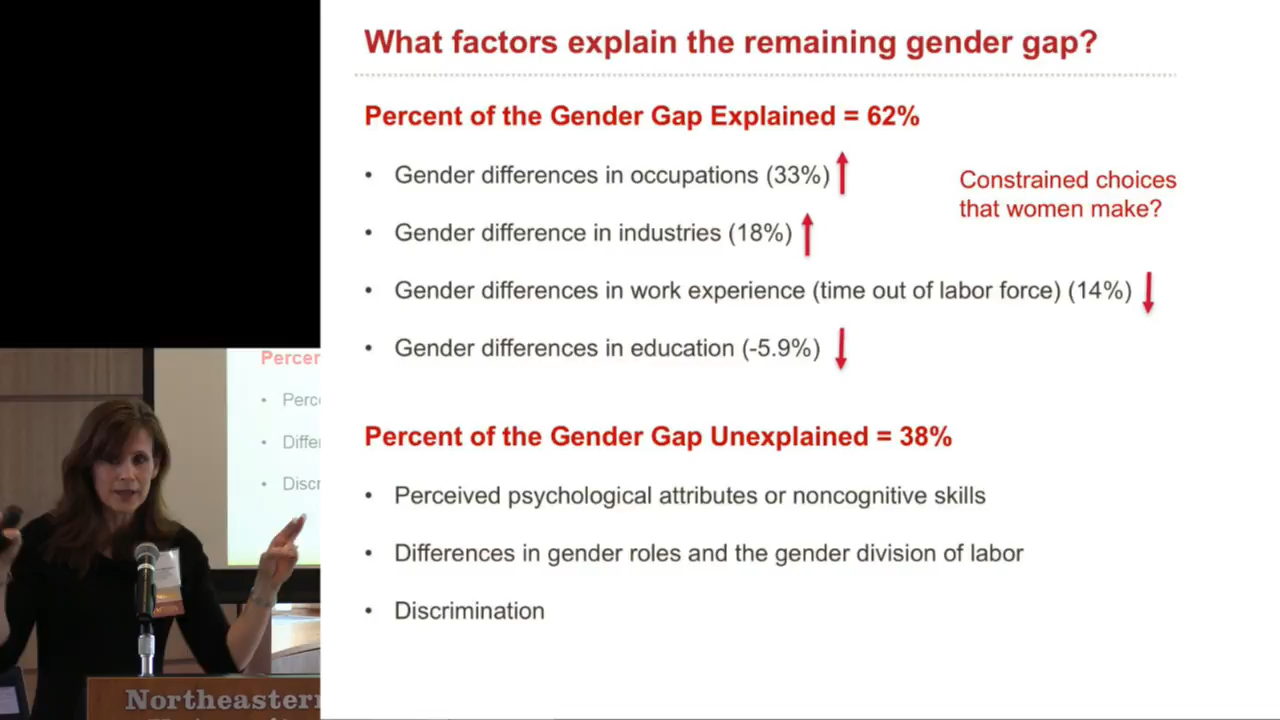 What factors explain the remaining gender gap?
Percent of the Gender Gap Explained = 62%
• Gender differences in occupations (33%)
• Gender difference in industries (18%)
• Gender differences in work experience (time out of labor force) (14%)
• Gender differences in education (-5.9%)
Constrained choices
that women make?
Percent of the Gender Gap Unexplained = 38%
• Perceived psychological attributes or noncognitive skills
• Differences in gender roles and the gender division of labor
• Discrimination
Northeastern